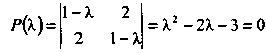 P(λ) = |1-λ 2; 2 1-λ| = λ² - 2λ - 3 = 0